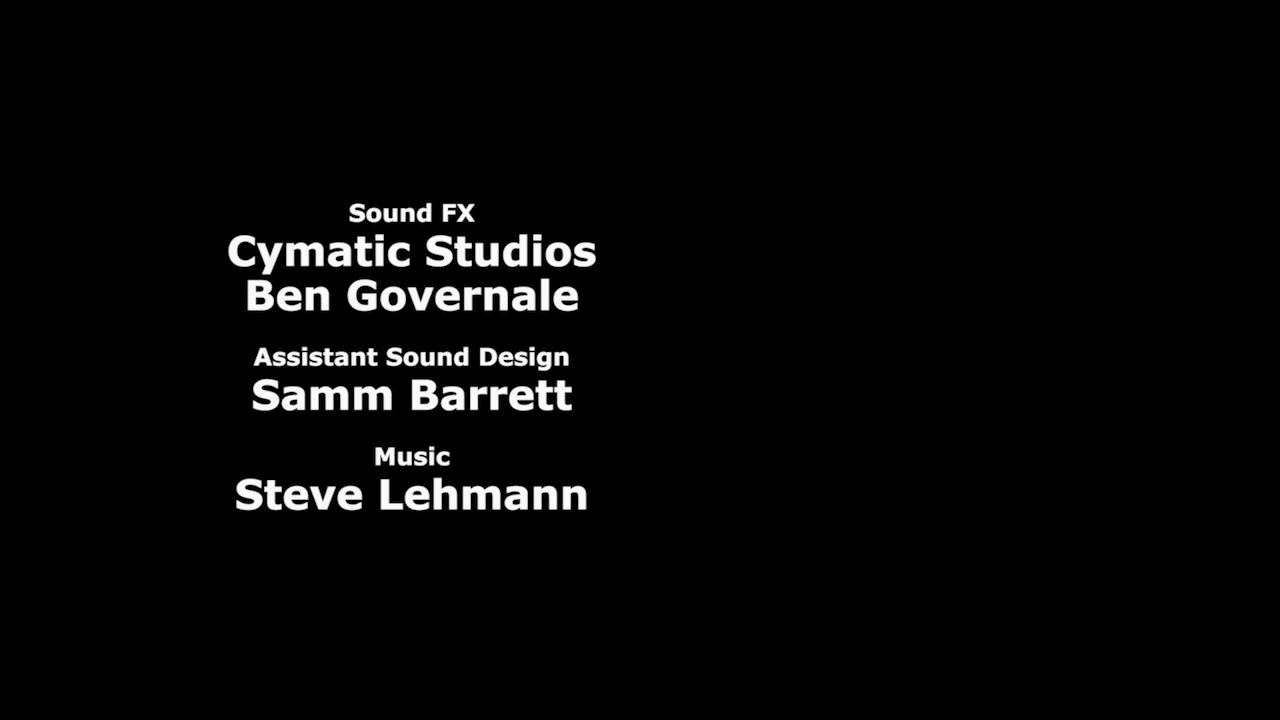 Sound FX
Cymatic Studios
Ben Governale
Assistant Sound Design
Samm Barrett
Music
Steve Lehmann